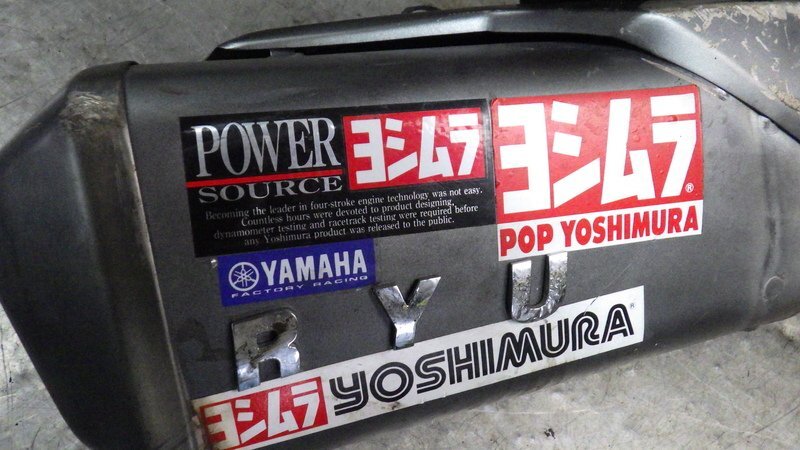 POWER
SOURCE
ヨシムラ
Becoming the leader in four-stroke engine technology was not easy.
Countless hours were devoted to product designing,
dynamometer testing and racetrack testing were required before
any Yoshimura product was released to the public.
ヨシムラ®
POP YOSHIMURA
YAMAHA
FACTORY RACING
R Y U
ヨシムラ YOSHIMURA®